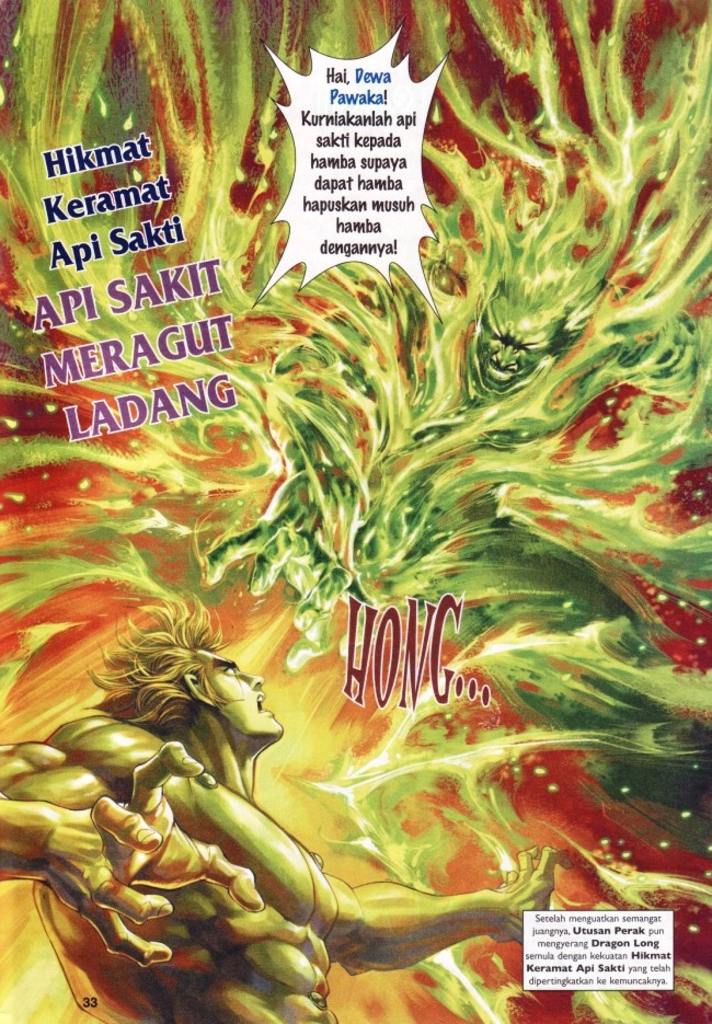 Hai, Dewa
Pawaka!
Kurniakanlah api
sakti kepada
hamba supaya
dapat hamba
hapuskan musuh
hamba
dengannya!
Hikmat
Keramat
Api Sakti
API SAKIT
MERAGUT
LADANG
HONG...
Setelah menguatkan semangat
juangnya, Utusan Perak pun
mengyerang Dragon Long
semula dengan kekuatan Hikmat
Keramat Api Sakti yang telah
dipertingkatkan ke kemuncaknya.
33